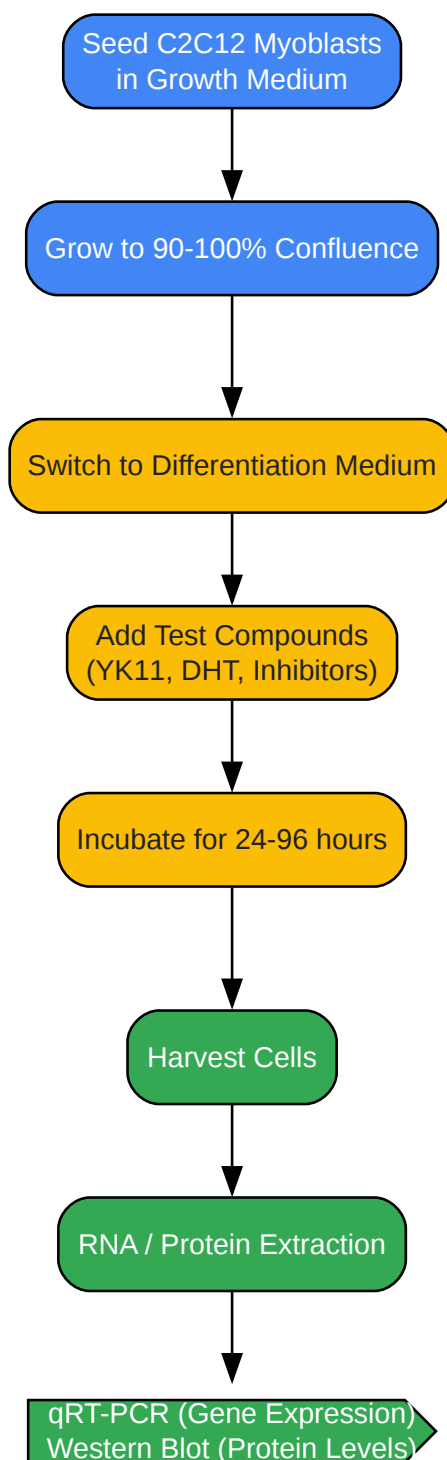 Seed C2C12 Myoblasts
in Growth Medium
Grow to 90-100% Confluence
Switch to Differentiation Medium
Add Test Compounds
(YK11, DHT, Inhibitors)
Incubate for 24-96 hours
Harvest Cells
RNA / Protein Extraction
qRT-PCR (Gene Expression)
Western Blot (Protein Levels)